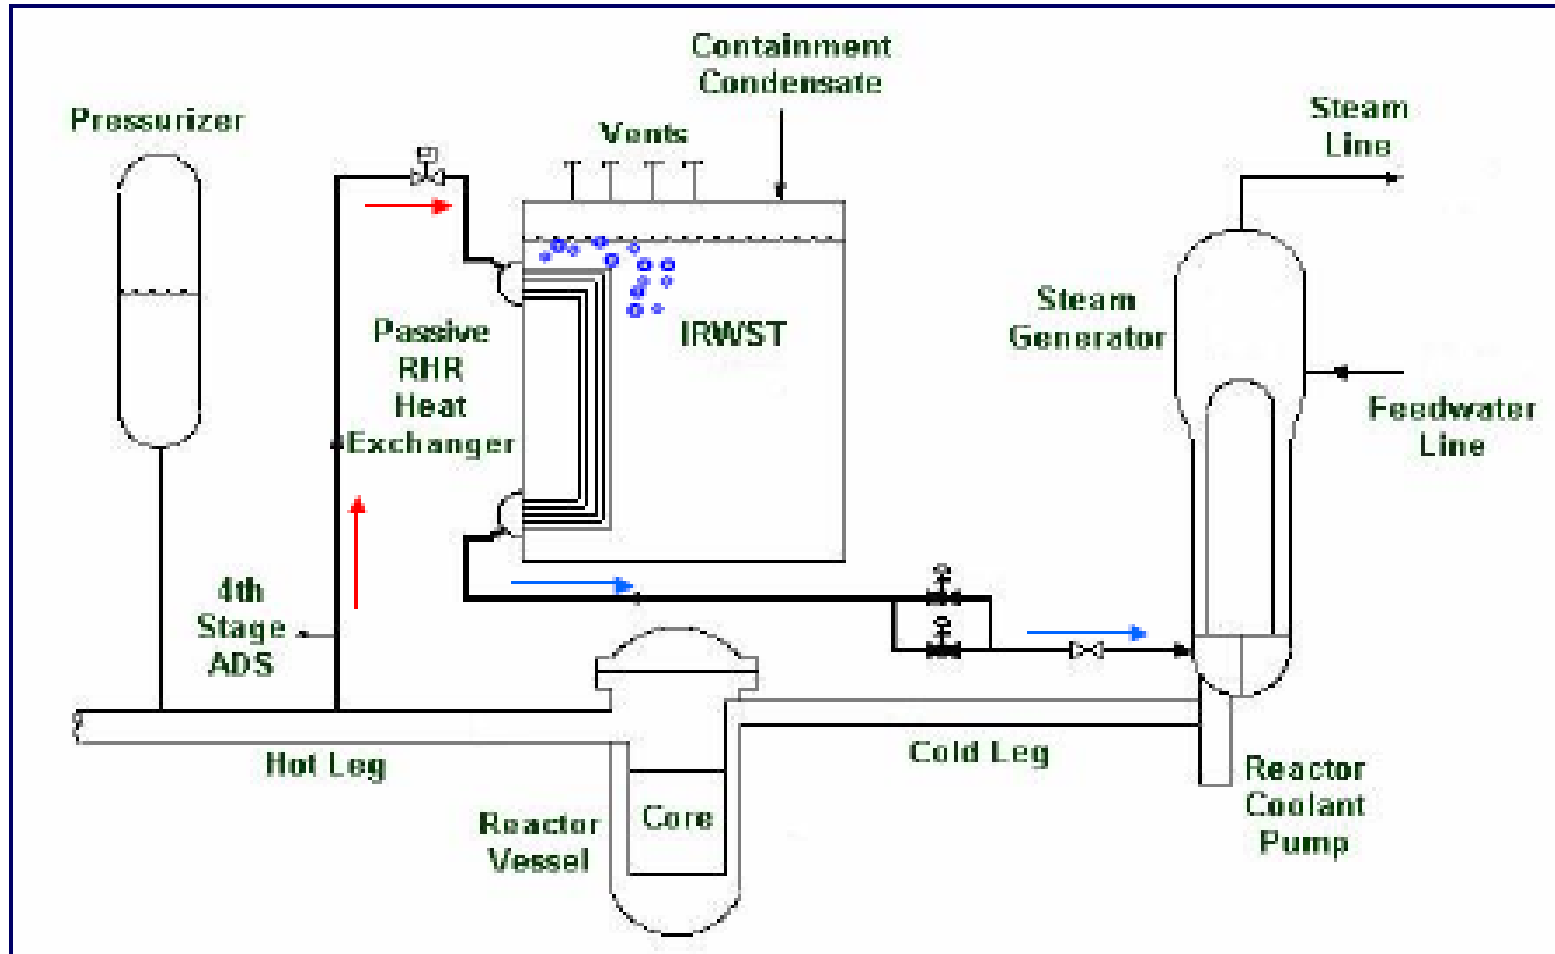 Containment
Condensate
Pressurizer
Vents
Steam
Line
Passive
RHR
Heat
Exchanger
IRWST
Steam
Generator
Feedwater
Line
4th
Stage
ADS
Hot Leg
Cold Leg
Reactor
Vessel
Core
Reactor
Coolant
Pump